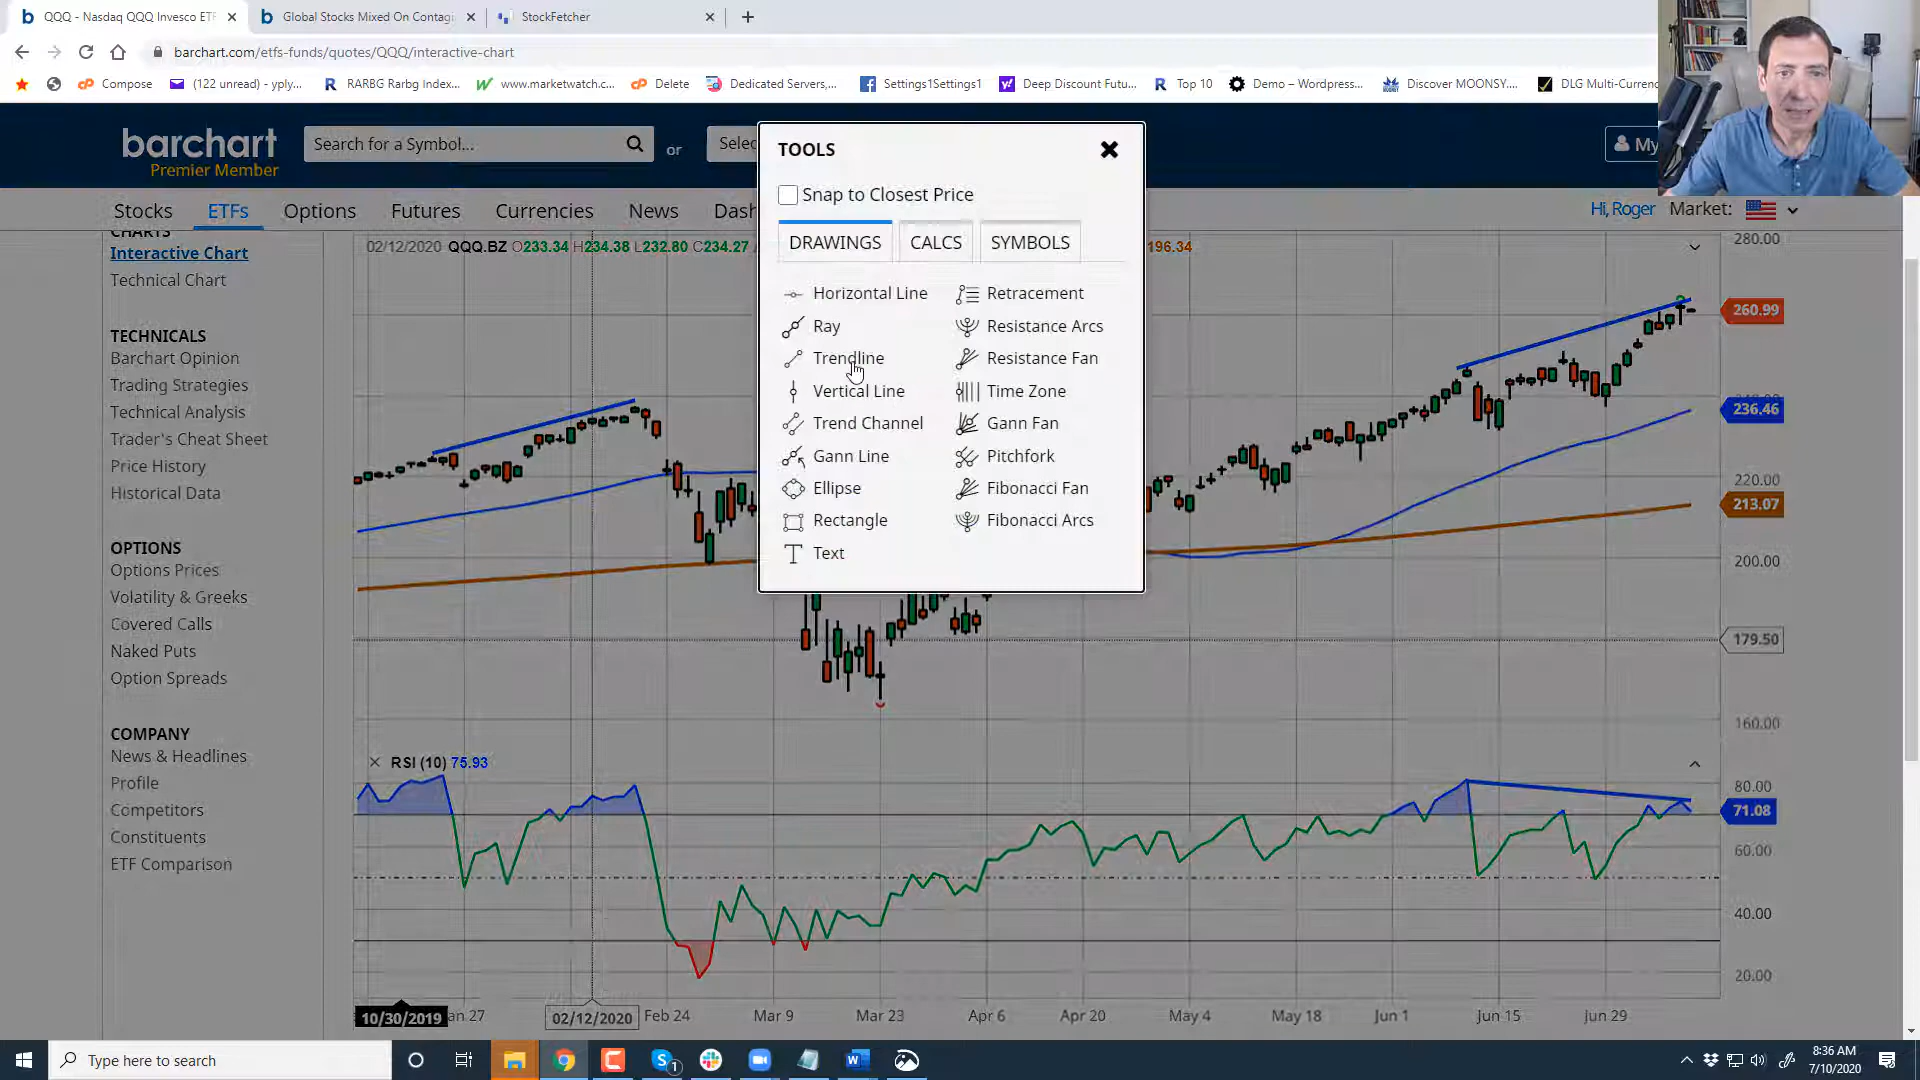 QQQ - Nasdaq QQQ Invesco ETF
Global Stocks Mixed On Contagi
StockFetcher
barchart.com/etfs-funds/quotes/QQQ/interactive-chart
Compose
(122 unread) - yply...
RARBG Rarbg Index...
www.marketwatch.c...
Delete
Dedicated Servers,...
Settings1Settings1
Deep Discount Futu...
Top 10
Demo – Wordpress...
Discover MOONSY....
DLG Multi-Currenc
barchart
Premier Member
Search for a Symbol...
or
Selec
My
Stocks
ETFs
Options
Futures
Currencies
News
Dash
Hi, Roger
Market:
CHARTS
Interactive Chart
Technical Chart
TECHNICALS
Barchart Opinion
Trading Strategies
Technical Analysis
Trader's Cheat Sheet
Price History
Historical Data
OPTIONS
Options Prices
Volatility & Greeks
Covered Calls
Naked Puts
Option Spreads
COMPANY
News & Headlines
Profile
Competitors
Constituents
ETF Comparison
02/12/2020 QQQ.BZ O233.34 H234.38 L232.80 C234.27
196.34
TOOLS
Snap to Closest Price
DRAWINGS
CALCS
SYMBOLS
Horizontal Line
Retracement
Ray
Resistance Arcs
Trendline
Resistance Fan
Vertical Line
Time Zone
Trend Channel
Gann Fan
Gann Line
Pitchfork
Ellipse
Fibonacci Fan
Rectangle
Fibonacci Arcs
Text
280.00
260.99
236.46
220.00
213.07
200.00
179.50
160.00
RSI (10) 75.93
80.00
71.08
60.00
40.00
20.00
10/30/2019
an 27
02/12/2020
Feb 24
Mar 9
Mar 23
Apr 6
Apr 20
May 4
May 18
Jun 1
Jun 15
Jun 29
Type here to search
1
8:36 AM
7/10/2020